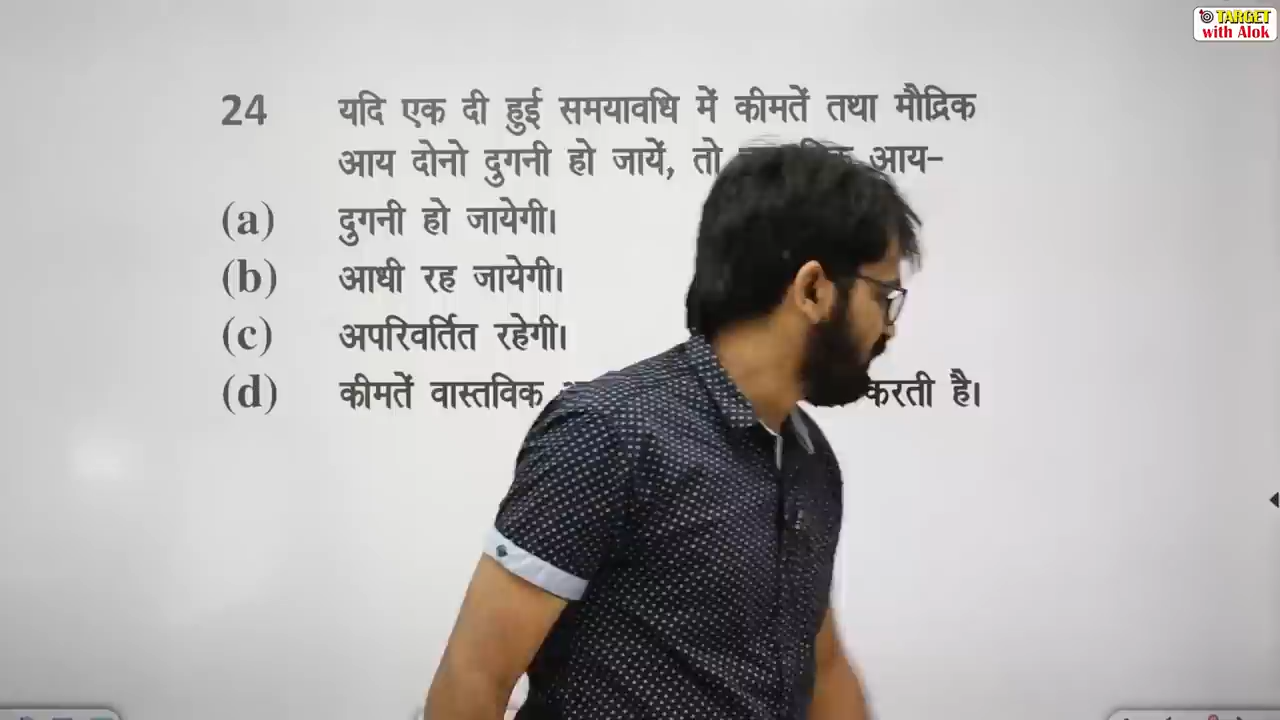 TARGET
with Alok
24 यदि एक दी हुई समयावधि में कीमतें तथा मौद्रिक
आय दोनो दुगनी हो जायें, तो आय-
(a) दुगनी हो जायेगी।
(b) आधी रह जायेगी।
(c) अपरिवर्तित रहेगी।
(d) कीमतें वास्तविक करती है।